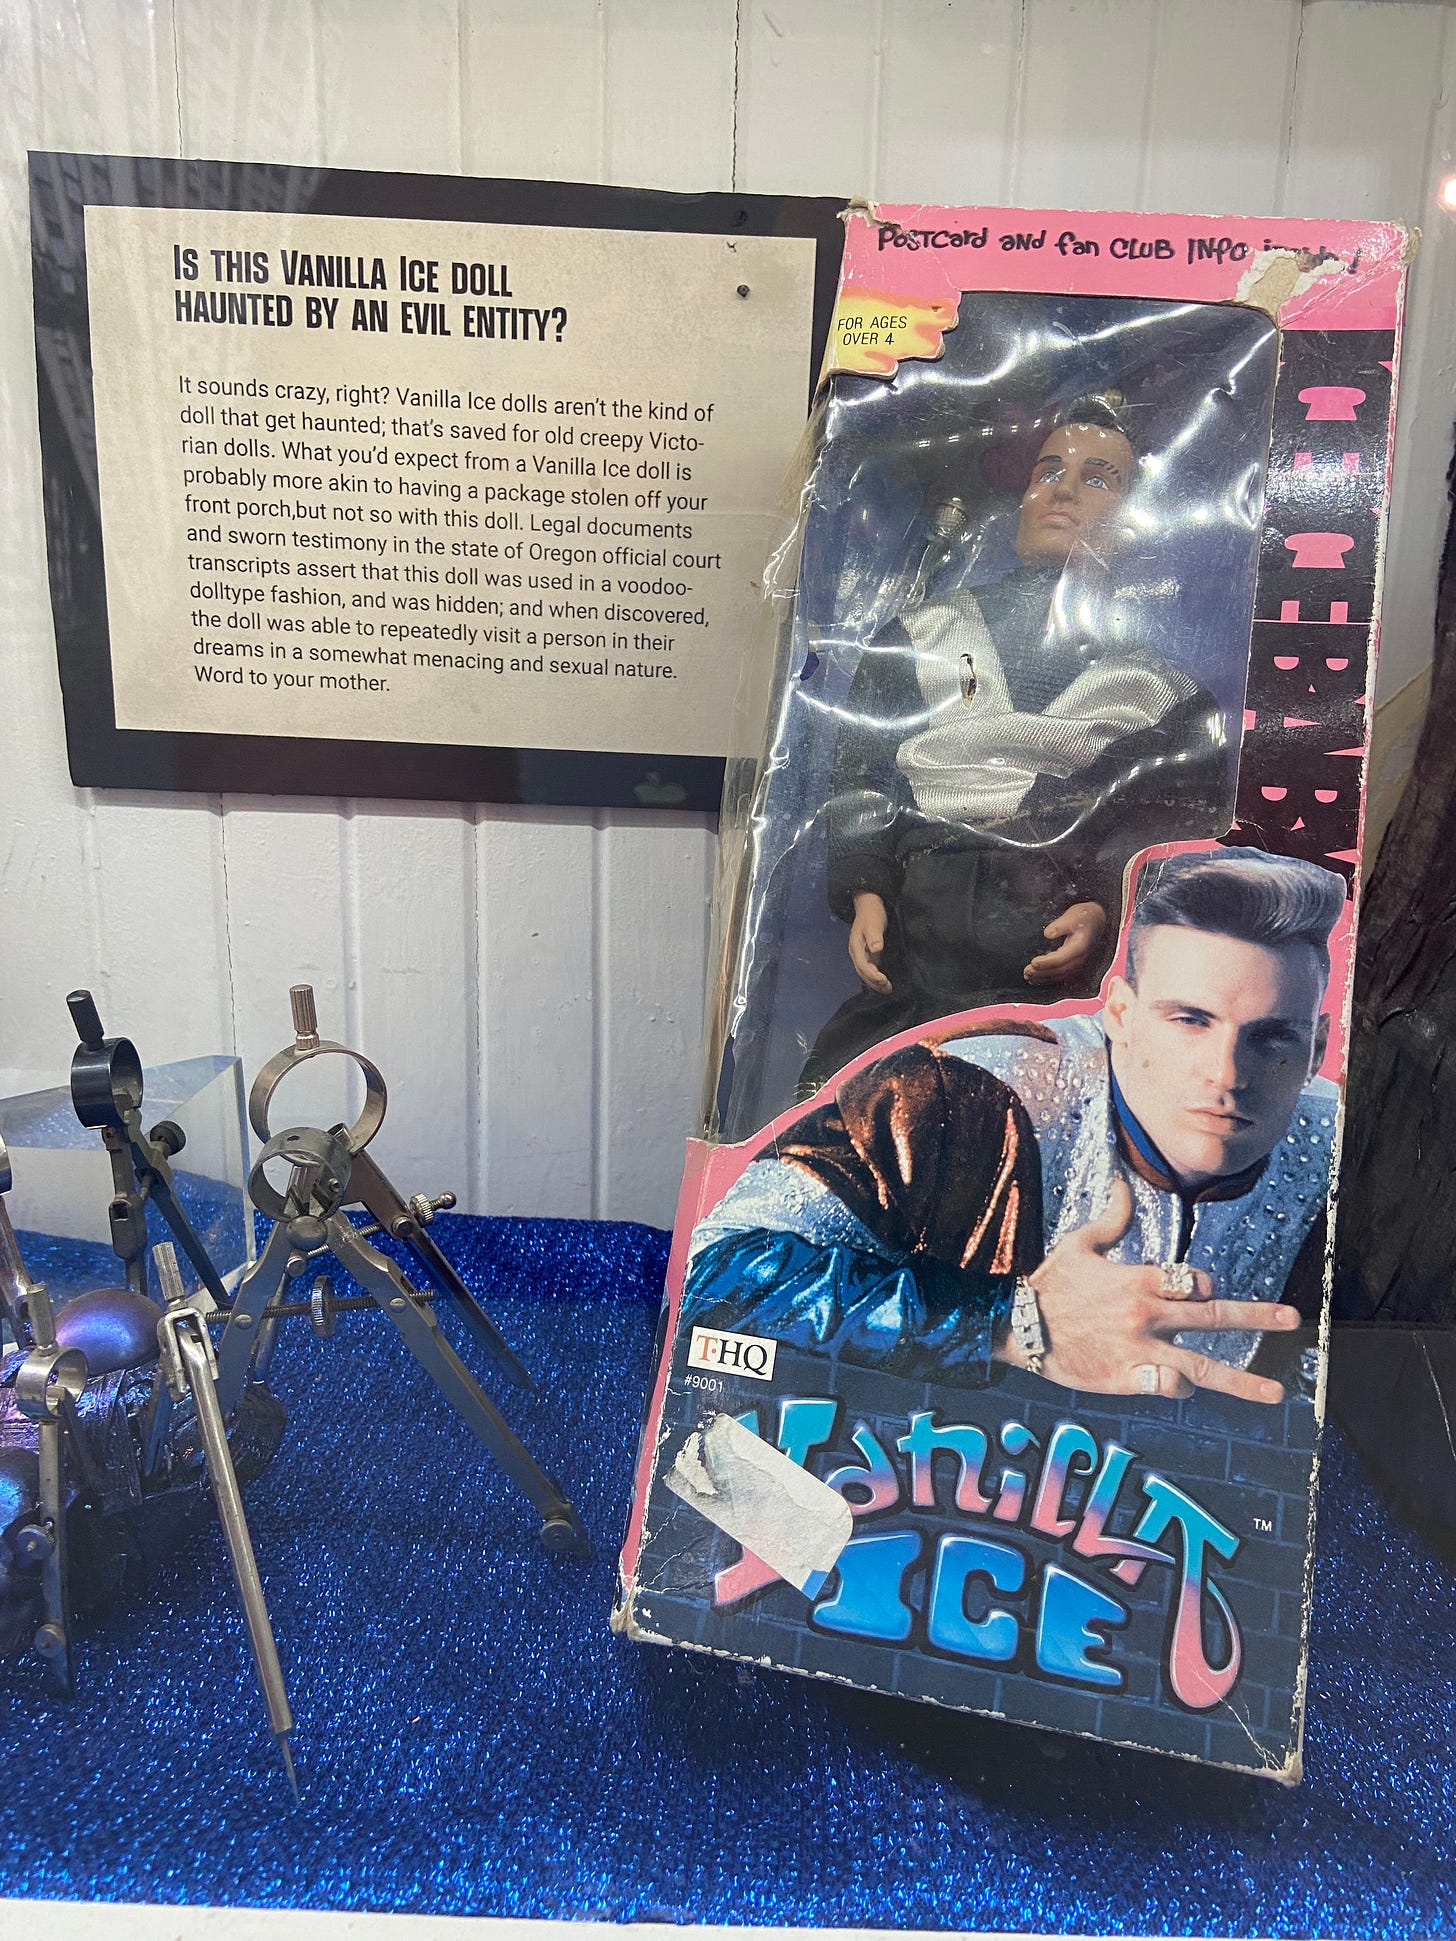 IS THIS VANILLA ICE DOLL
HAUNTED BY AN EVIL ENTITY?
It sounds crazy, right? Vanilla Ice dolls aren't the kind of
doll that get haunted; that's saved for old creepy Victo-
rian dolls. What you'd expect from a Vanilla Ice doll is
probably more akin to having a package stolen off your
front porch,but not so with this doll. Legal documents
and sworn testimony in the state of Oregon official court
transcripts assert that this doll was used in a voodoo-
dolltype fashion, and was hidden; and when discovered,
the doll was able to repeatedly visit a person in their
dreams in a somewhat menacing and sexual nature.
Word to your mother.
Postcard and fan CLUB INFO
FOR AGES
OVER 4
T·HQ
#9001
Vanilla
ICE
TM